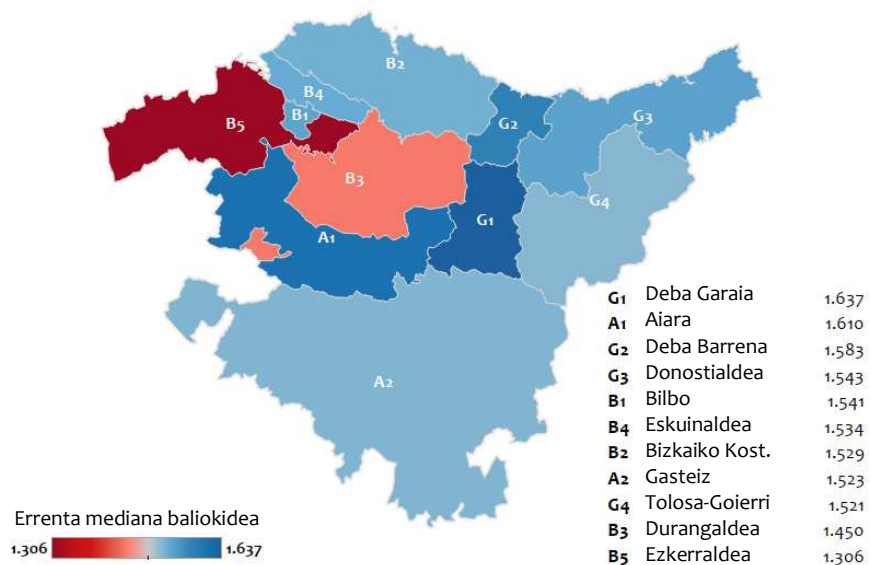 B2
B4
B1
B5
G2
G3
B3
G4
A1
G1
A2
G1 Deba Garaia 1.637
A1 Aiara 1.610
G2 Deba Barrena 1.583
G3 Donostialdea 1.543
B1 Bilbo 1.541
B4 Eskuinaldea 1.534
B2 Bizkaiko Kost. 1.529
A2 Gasteiz 1.523
G4 Tolosa-Goierri 1.521
B3 Durangaldea 1.450
B5 Ezkerraldea 1.306
Errenta mediana baliokidea
1.306 1.637